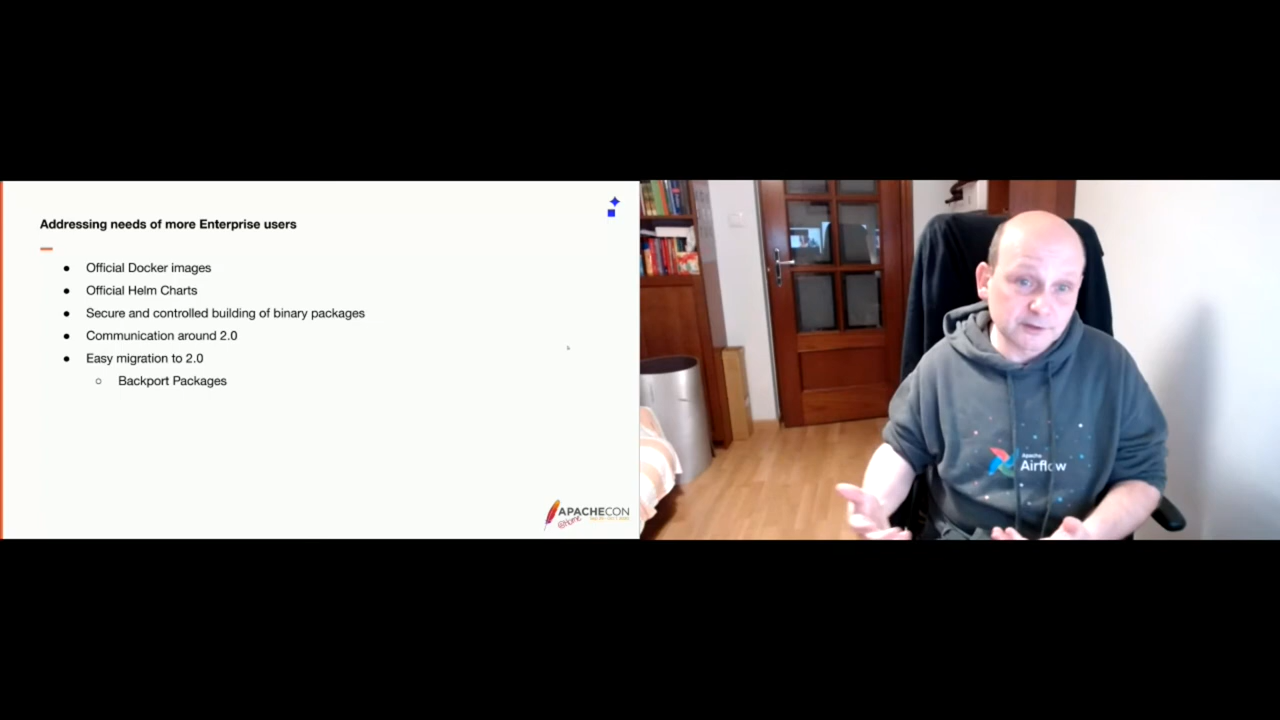 Addressing needs of more Enterprise users
● Official Docker images
● Official Helm Charts
● Secure and controlled building of binary packages
● Communication around 2.0
● Easy migration to 2.0
○ Backport Packages
APACHECON
@Home
Apache
Airflow